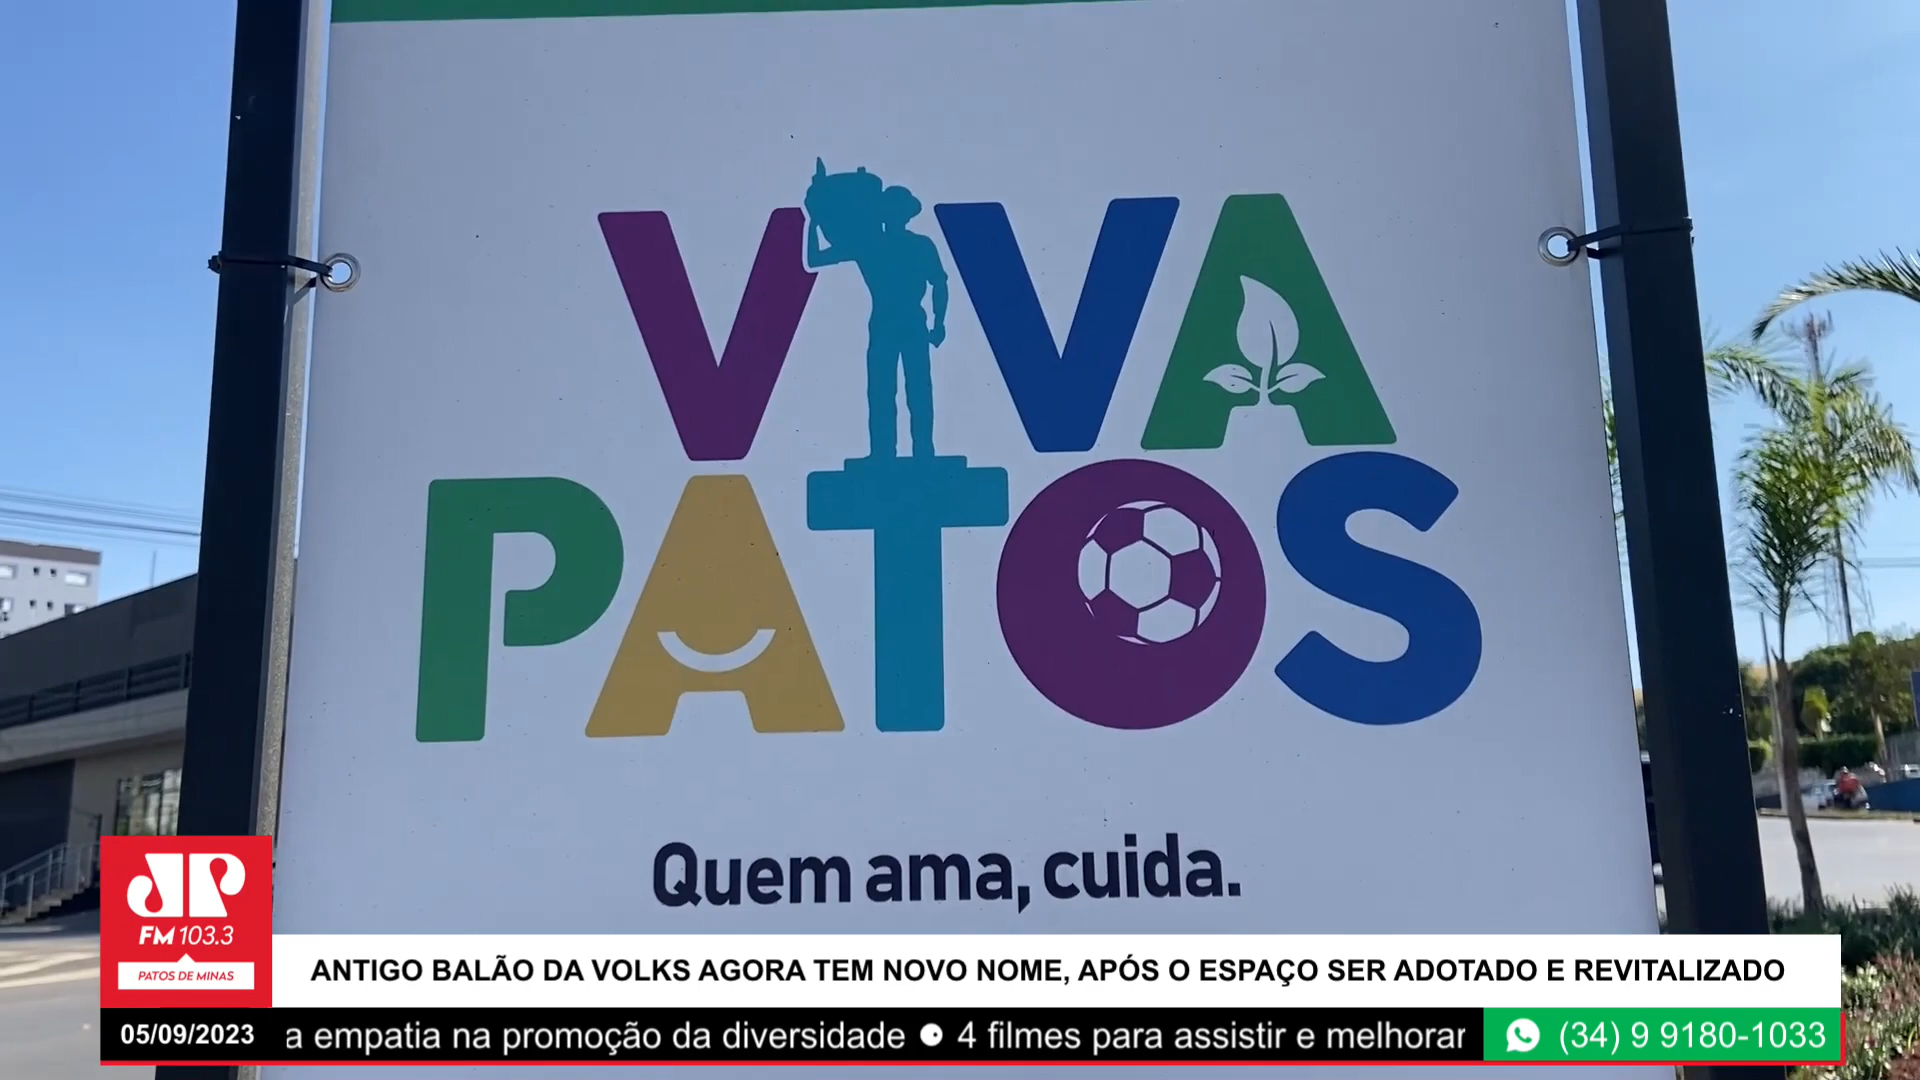 VIVA
PATOS
Quem ama, cuida.
JP
FM 103.3
PATOS DE MINAS
ANTIGO BALÃO DA VOLKS AGORA TEM NOVO NOME, APÓS O ESPAÇO SER ADOTADO E REVITALIZADO
05/09/2023 a empatia na promoção da diversidade 4 filmes para assistir e melhorar (34) 9 9180-1033